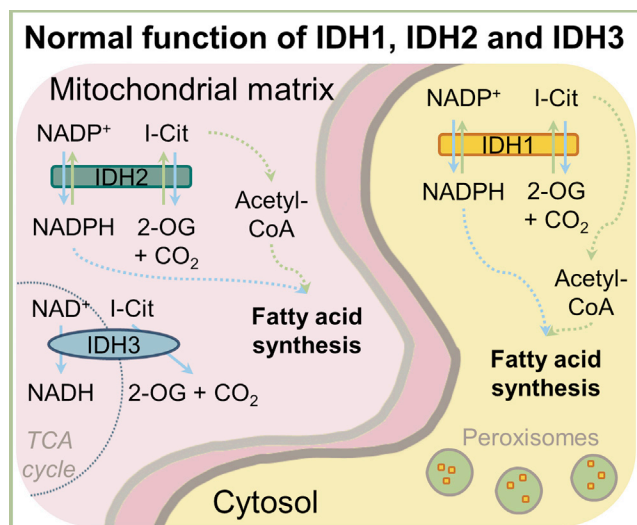 Normal function of IDH1, IDH2 and IDH3
Mitochondrial matrix
NADP⁺ I-Cit
IDH2
NADPH 2-OG
+ CO₂
Acetyl-
CoA
Fatty acid
synthesis
NAD⁺ I-Cit
IDH3
NADH 2-OG + CO₂
TCA
cycle
NADP⁺ I-Cit
IDH1
NADPH 2-OG
+ CO₂
Acetyl-
CoA
Fatty acid
synthesis
Peroxisomes
Cytosol